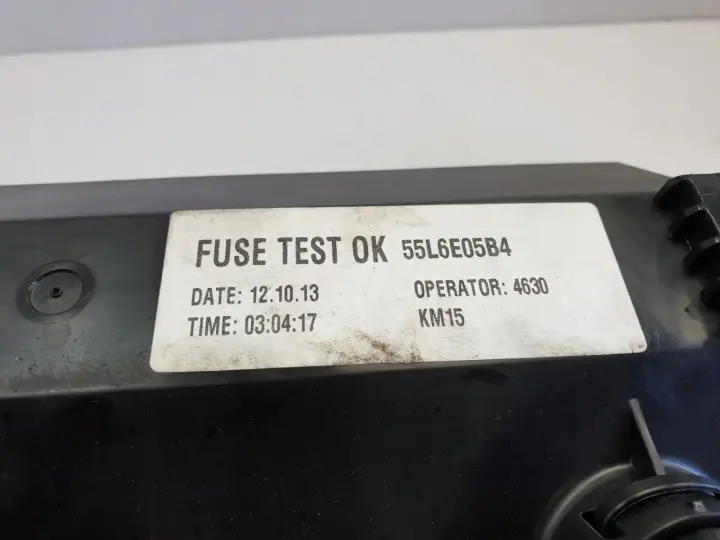 FUSE TEST OK 55L6E05B4
DATE: 12.10.13 OPERATOR: 4630
TIME: 03:04:17 KM15